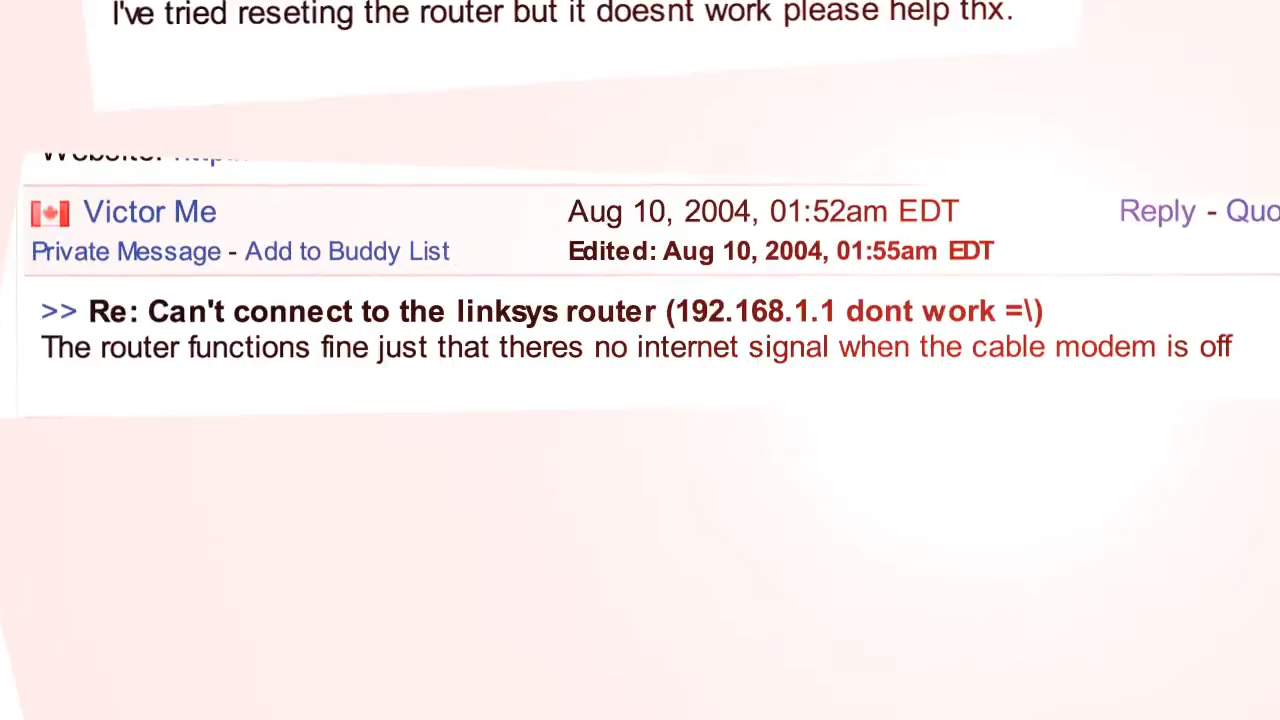 I've tried reseting the router but it doesnt work please help thx.
Website:
Victor Me
Aug 10, 2004, 01:52am EDT
Reply - Quo
Private Message - Add to Buddy List
Edited: Aug 10, 2004, 01:55am EDT
>> Re: Can't connect to the linksys router (192.168.1.1 dont work =\)
The router functions fine just that theres no internet signal when the cable modem is off